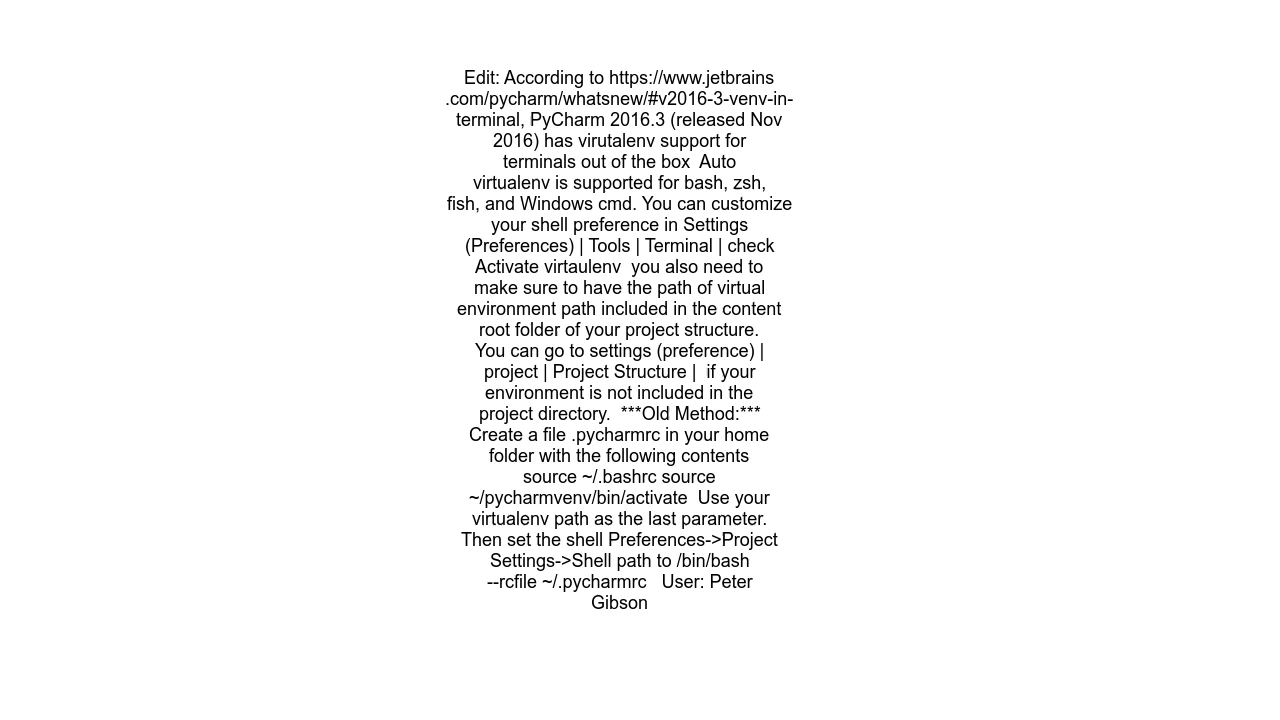 Edit: According to https://www.jetbrains
.com/pycharm/whatsnew/#v2016-3-venv-in-
terminal, PyCharm 2016.3 (released Nov
2016) has virutalenv support for
terminals out of the box  Auto
virtualenv is supported for bash, zsh,
fish, and Windows cmd. You can customize
your shell preference in Settings
(Preferences) | Tools | Terminal | check
Activate virtaulenv  you also need to
make sure to have the path of virtual
environment path included in the content
root folder of your project structure.
You can go to settings (preference) |
project | Project Structure |  if your
environment is not included in the
project directory.  ***Old Method:***
Create a file .pycharmrc in your home
folder with the following contents
source ~/.bashrc source
~/pycharmvenv/bin/activate  Use your
virtualenv path as the last parameter.
Then set the shell Preferences->Project
Settings->Shell path to /bin/bash
--rcfile ~/.pycharmrc   User: Peter
Gibson